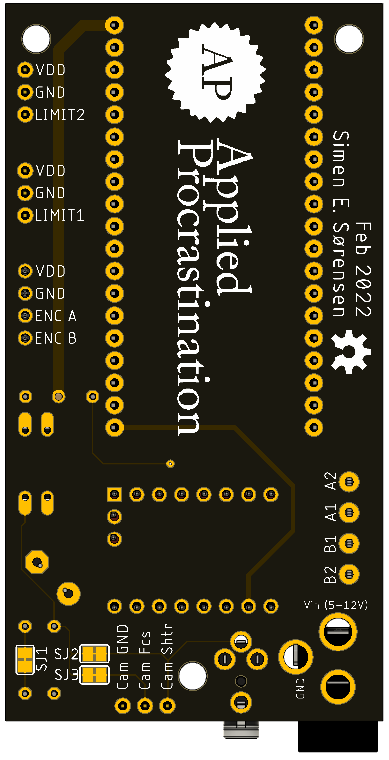 AP
Applied
Procrastination
VDD
GND
LIMIT2
VDD
GND
LIMIT1
VDD
GND
ENC A
ENC B
Simen E. Sørensen
Feb 2022
A2
A1
B1
B2
Vin (5-12V)
GND
SJ1
SJ2
SJ3
Cam GND
Cam Fcs
Cam Shtr